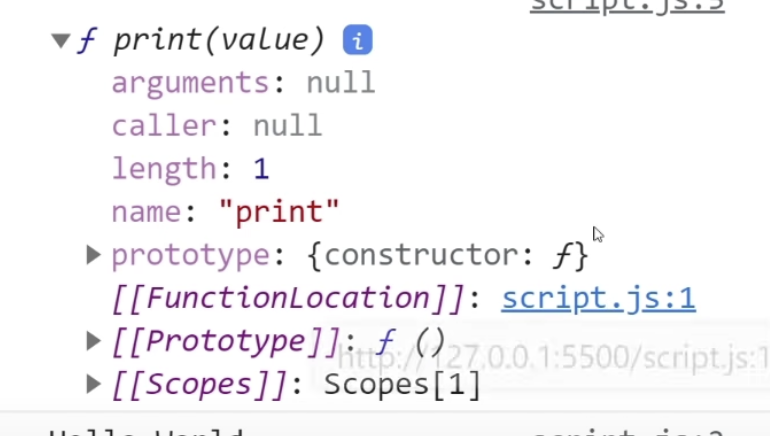 script.js:5
▼ƒ print(value) i
arguments: null
caller: null
length: 1
name: "print"
▶ prototype: {constructor: ƒ}
[[FunctionLocation]]: script.js:1
▶ [[Prototype]]: ƒ ()
http://127.0.0.1:5500/script.js:1
▶ [[Scopes]]: Scopes[1]
Hello World script.js:2